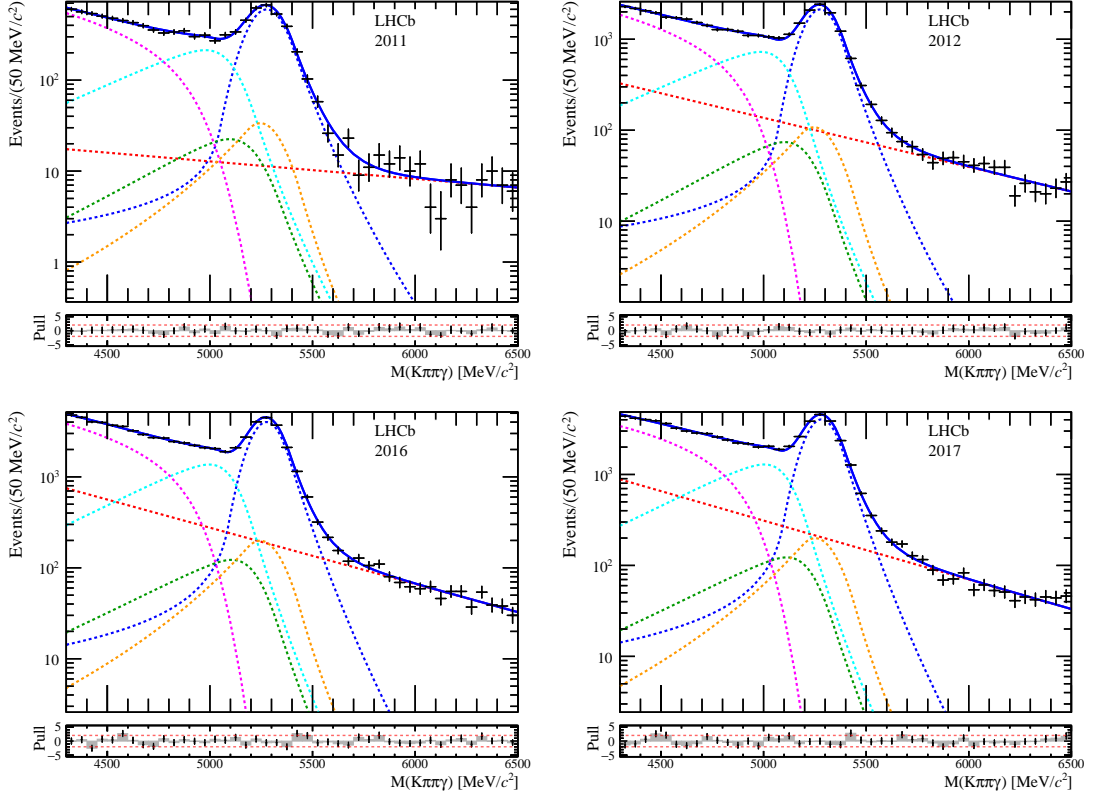 Events/(50 MeV/c²)
10²
10
1
LHCb
2011
Pull
5
0
−5
4500 5000 5500 6000 6500
M(Kππγ) [MeV/c²]
Events/(50 MeV/c²)
10³
10²
10
LHCb
2012
Pull
5
0
−5
4500 5000 5500 6000 6500
M(Kππγ) [MeV/c²]
Events/(50 MeV/c²)
10³
10²
10
LHCb
2016
Pull
5
0
−5
4500 5000 5500 6000 6500
M(Kππγ) [MeV/c²]
Events/(50 MeV/c²)
10³
10²
10
LHCb
2017
Pull
5
0
−5
4500 5000 5500 6000 6500
M(Kππγ) [MeV/c²]